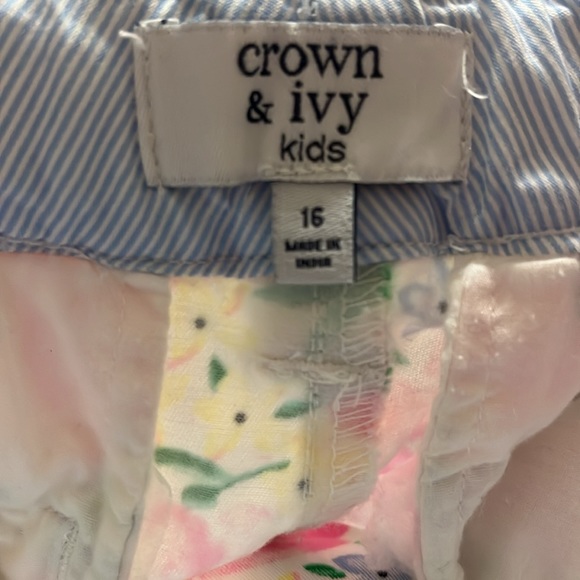 crown
& ivy
kids
16
MADE IN
INDIA